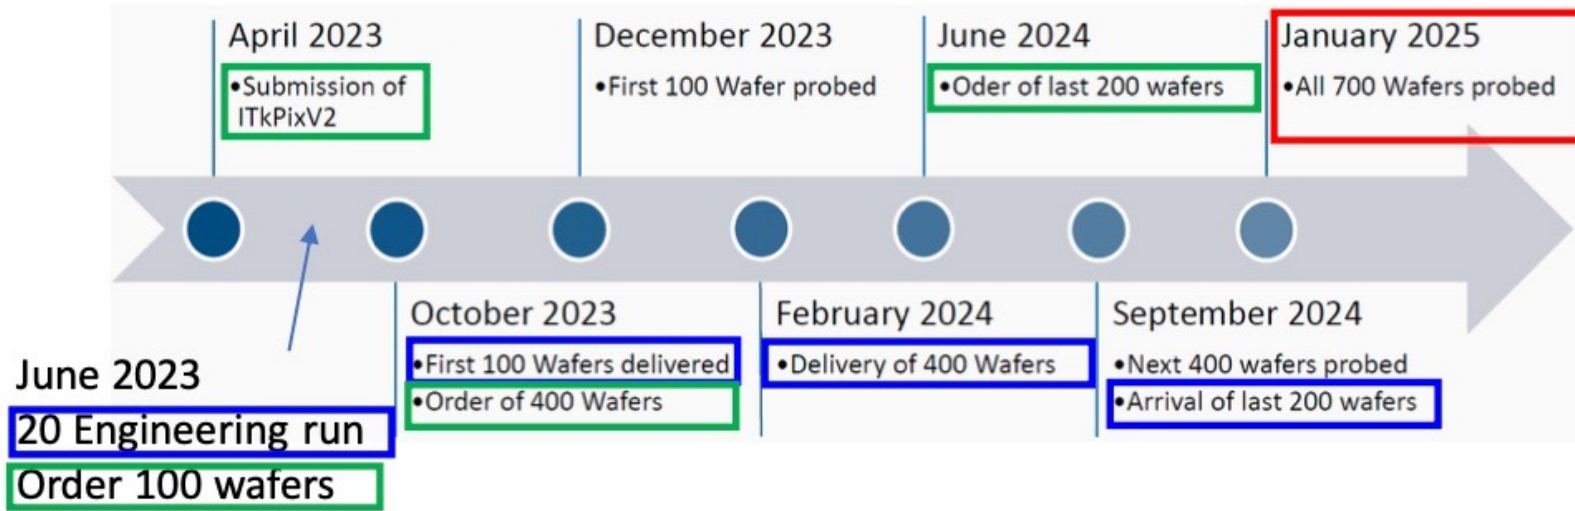 April 2023
•Submission of
ITkPixV2
December 2023
•First 100 Wafer probed
June 2024
•Oder of last 200 wafers
January 2025
•All 700 Wafers probed
October 2023
•First 100 Wafers delivered
•Order of 400 Wafers
February 2024
•Delivery of 400 Wafers
September 2024
•Next 400 wafers probed
•Arrival of last 200 wafers
June 2023
20 Engineering run
Order 100 wafers